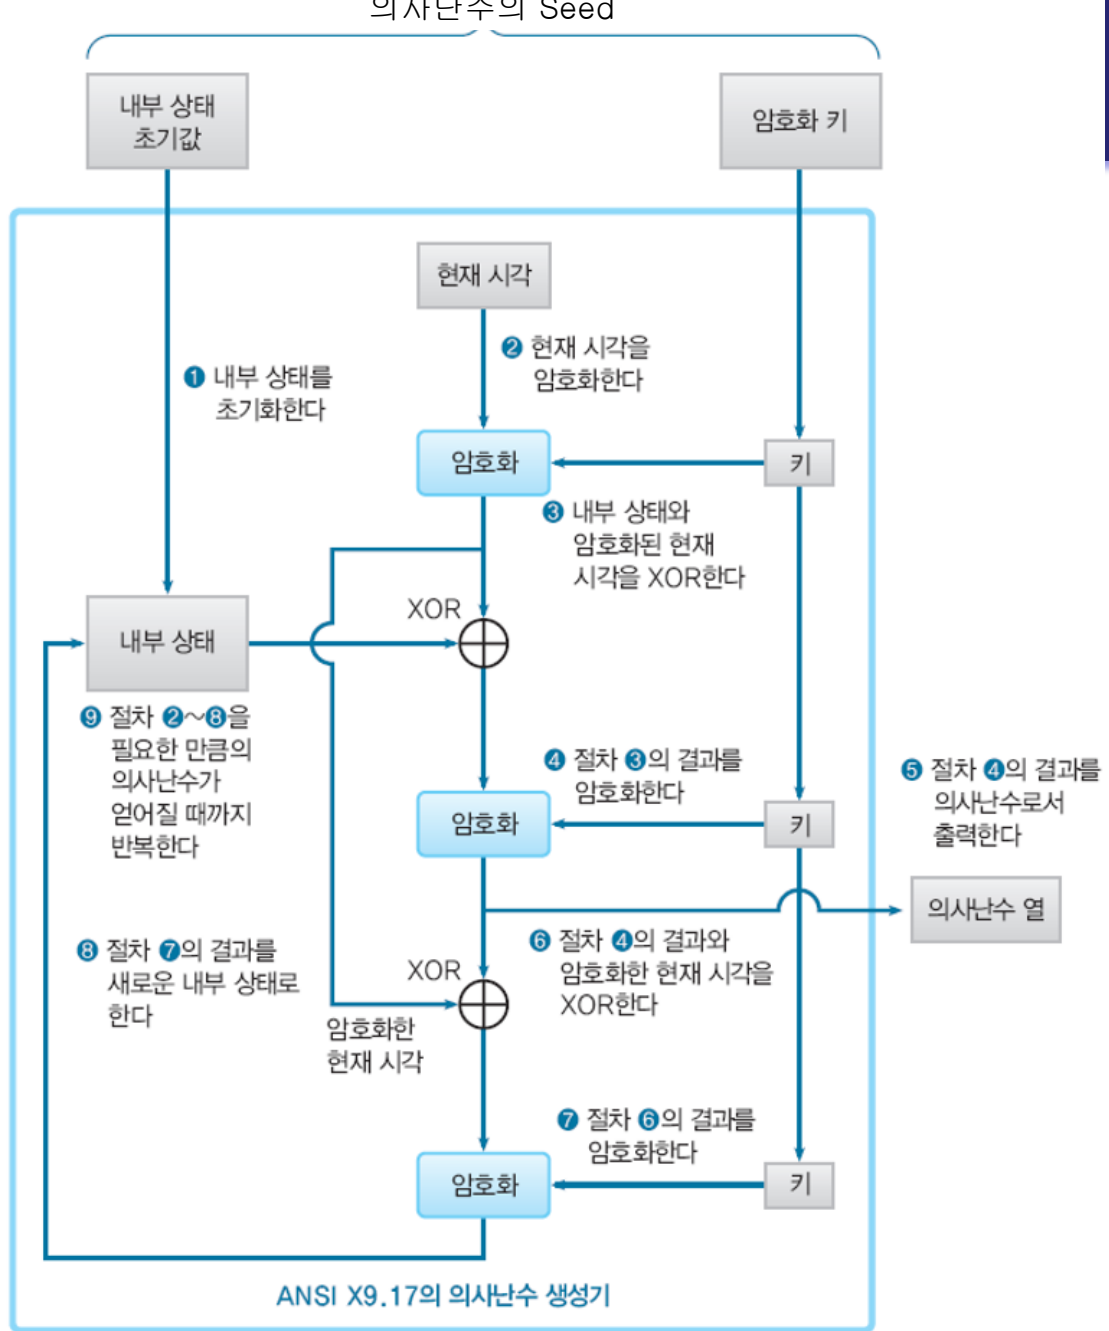 의사난수의 Seed
내부 상태
초기값
암호화 키
현재 시각
❷ 현재 시각을
암호화한다
❶ 내부 상태를
초기화한다
암호화
키
❸ 내부 상태와
암호화된 현재
시각을 XOR한다
XOR
내부 상태
❾ 절차 ❷~❽을
필요한 만큼의
의사난수가
얻어질 때까지
반복한다
❹ 절차 ❸의 결과를
암호화한다
❺ 절차 ❹의 결과를
의사난수로서
출력한다
암호화
키
의사난수 열
❽ 절차 ❼의 결과를
새로운 내부 상태로
한다
❻ 절차 ❹의 결과와
암호화한 현재 시각을
XOR한다
XOR
암호화한
현재 시각
❼ 절차 ❻의 결과를
암호화한다
암호화
키
ANSI X9.17의 의사난수 생성기